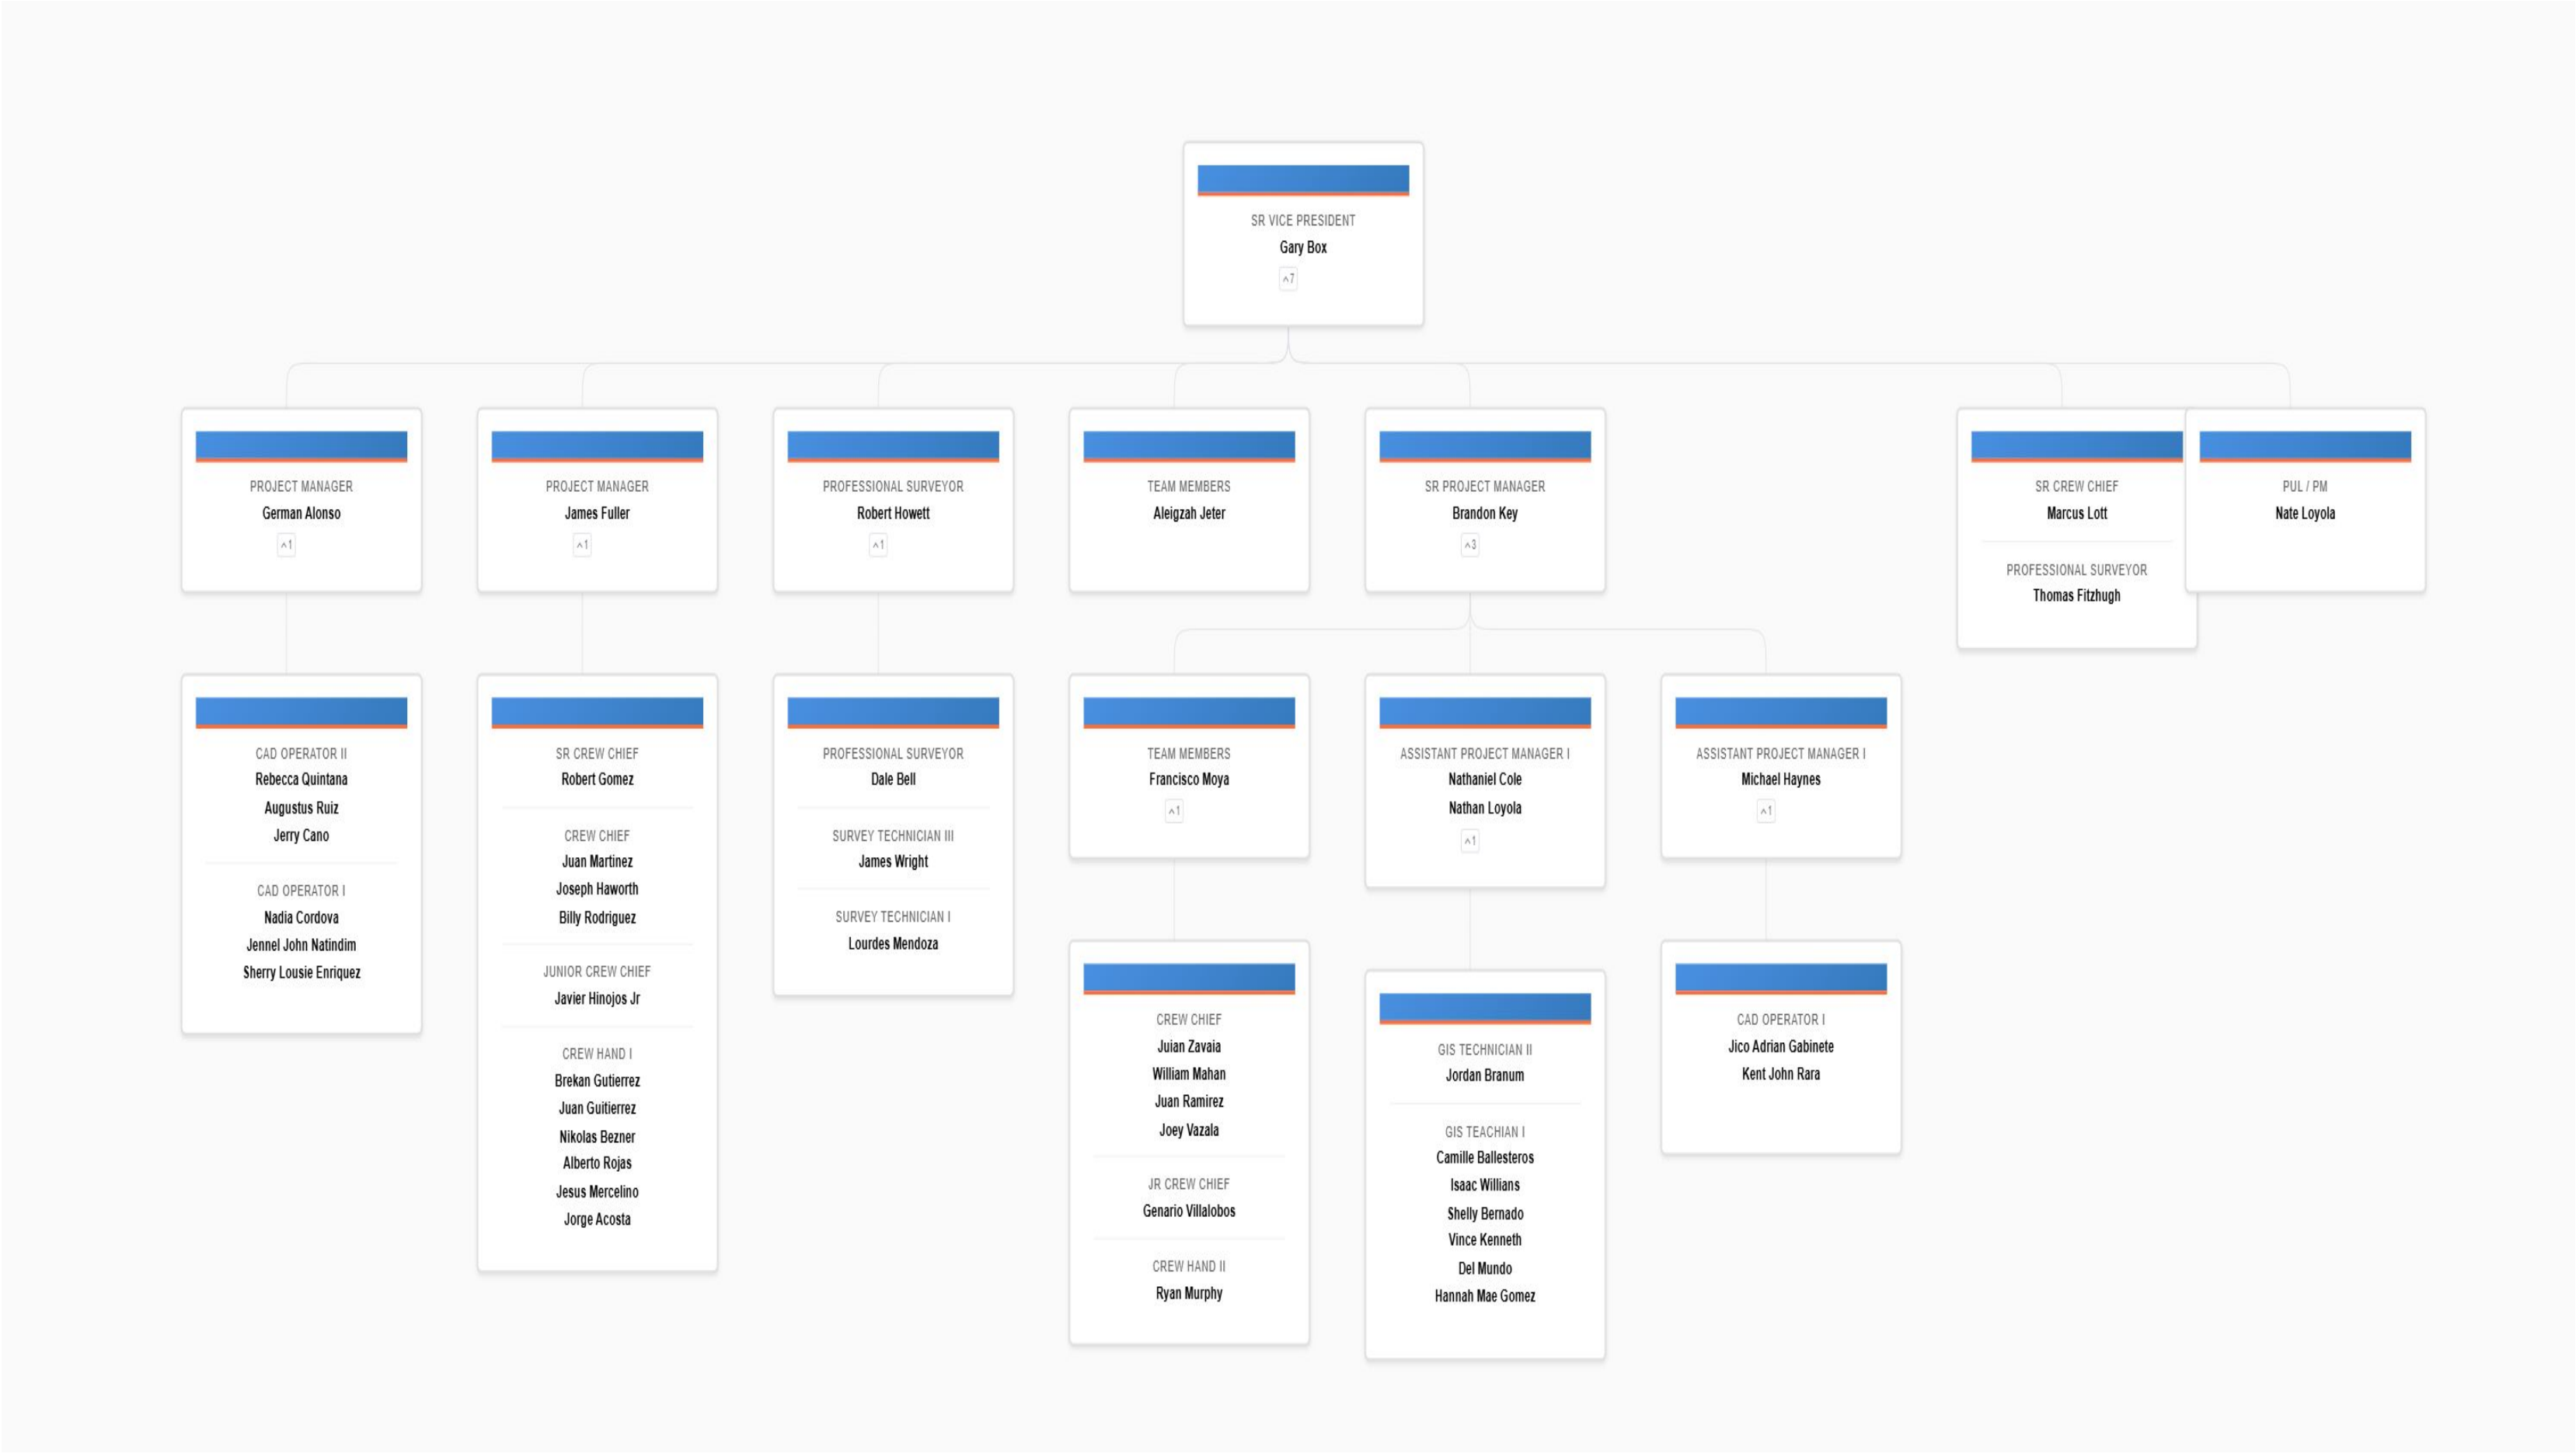 SR VICE PRESIDENT
Gary Box
^7
PROJECT MANAGER
German Alonso
^1
PROJECT MANAGER
James Fuller
^1
PROFESSIONAL SURVEYOR
Robert Howett
^1
TEAM MEMBERS
Aleigzah Jeter
SR PROJECT MANAGER
Brandon Key
^3
SR CREW CHIEF
Marcus Lott
PROFESSIONAL SURVEYOR
Thomas Fitzhugh
PUL / PM
Nate Loyola
CAD OPERATOR II
Rebecca Quintana
Augustus Ruiz
Jerry Cano
CAD OPERATOR I
Nadia Cordova
Jennel John Natindim
Sherry Lousie Enriquez
SR CREW CHIEF
Robert Gomez
CREW CHIEF
Juan Martinez
Joseph Haworth
Billy Rodriguez
JUNIOR CREW CHIEF
Javier Hinojos Jr
CREW HAND I
Brekan Gutierrez
Juan Guitierrez
Nikolas Bezner
Alberto Rojas
Jesus Mercelino
Jorge Acosta
PROFESSIONAL SURVEYOR
Dale Bell
SURVEY TECHNICIAN III
James Wright
SURVEY TECHNICIAN I
Lourdes Mendoza
TEAM MEMBERS
Francisco Moya
^1
ASSISTANT PROJECT MANAGER I
Nathaniel Cole
Nathan Loyola
^1
ASSISTANT PROJECT MANAGER I
Michael Haynes
^1
CREW CHIEF
Juian Zavaia
William Mahan
Juan Ramirez
Joey Vazala
JR CREW CHIEF
Genario Villalobos
CREW HAND II
Ryan Murphy
GIS TECHNICIAN II
Jordan Branum
GIS TEACHIAN I
Camille Ballesteros
Isaac Willians
Shelly Bernado
Vince Kenneth
Del Mundo
Hannah Mae Gomez
CAD OPERATOR I
Jico Adrian Gabinete
Kent John Rara